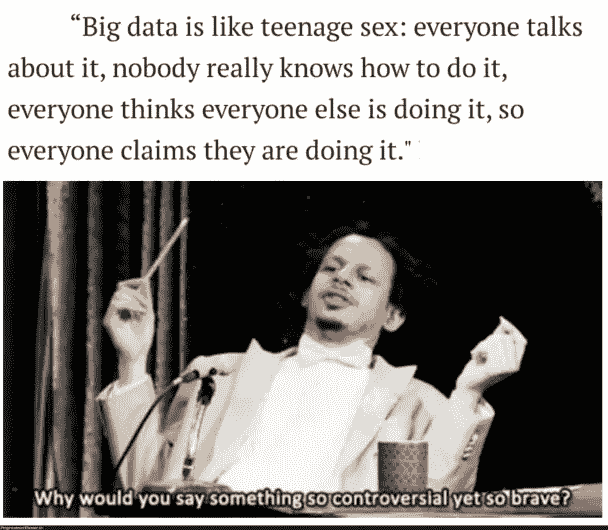 “Big data is like teenage sex: everyone talks
about it, nobody really knows how to do it,
everyone thinks everyone else is doing it, so
everyone claims they are doing it."
Why would you say something so controversial yet so brave?